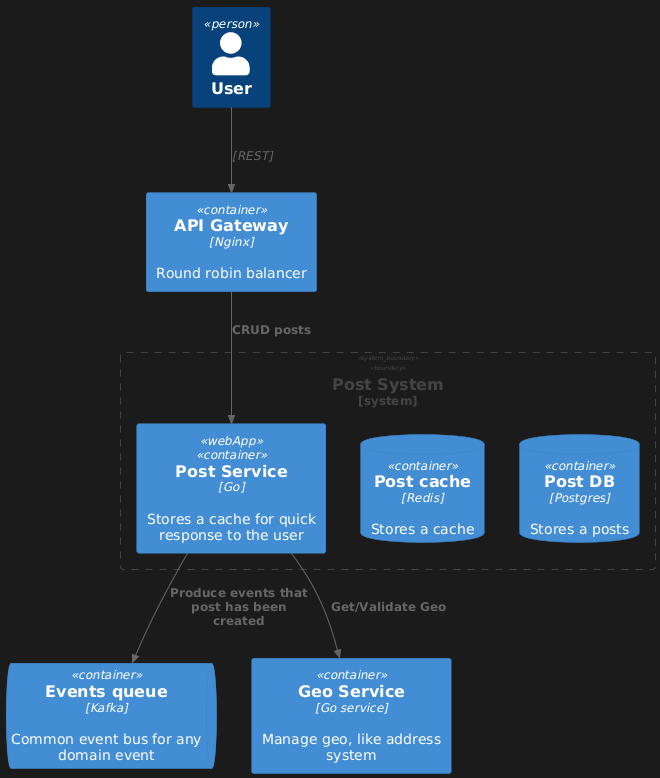 «person»
User
[REST]
«container»
API Gateway
[Nginx]
Round robin balancer
CRUD posts
«system_boundary»
«boundary»
Post System
[system]
«webApp»
«container»
Post Service
[Go]
Stores a cache for quick
response to the user
«container»
Post cache
[Redis]
Stores a cache
«container»
Post DB
[Postgres]
Stores a posts
Produce events that
post has been
created
Get/Validate Geo
«container»
Events queue
[Kafka]
Common event bus for any
domain event
«container»
Geo Service
[Go service]
Manage geo, like address
system